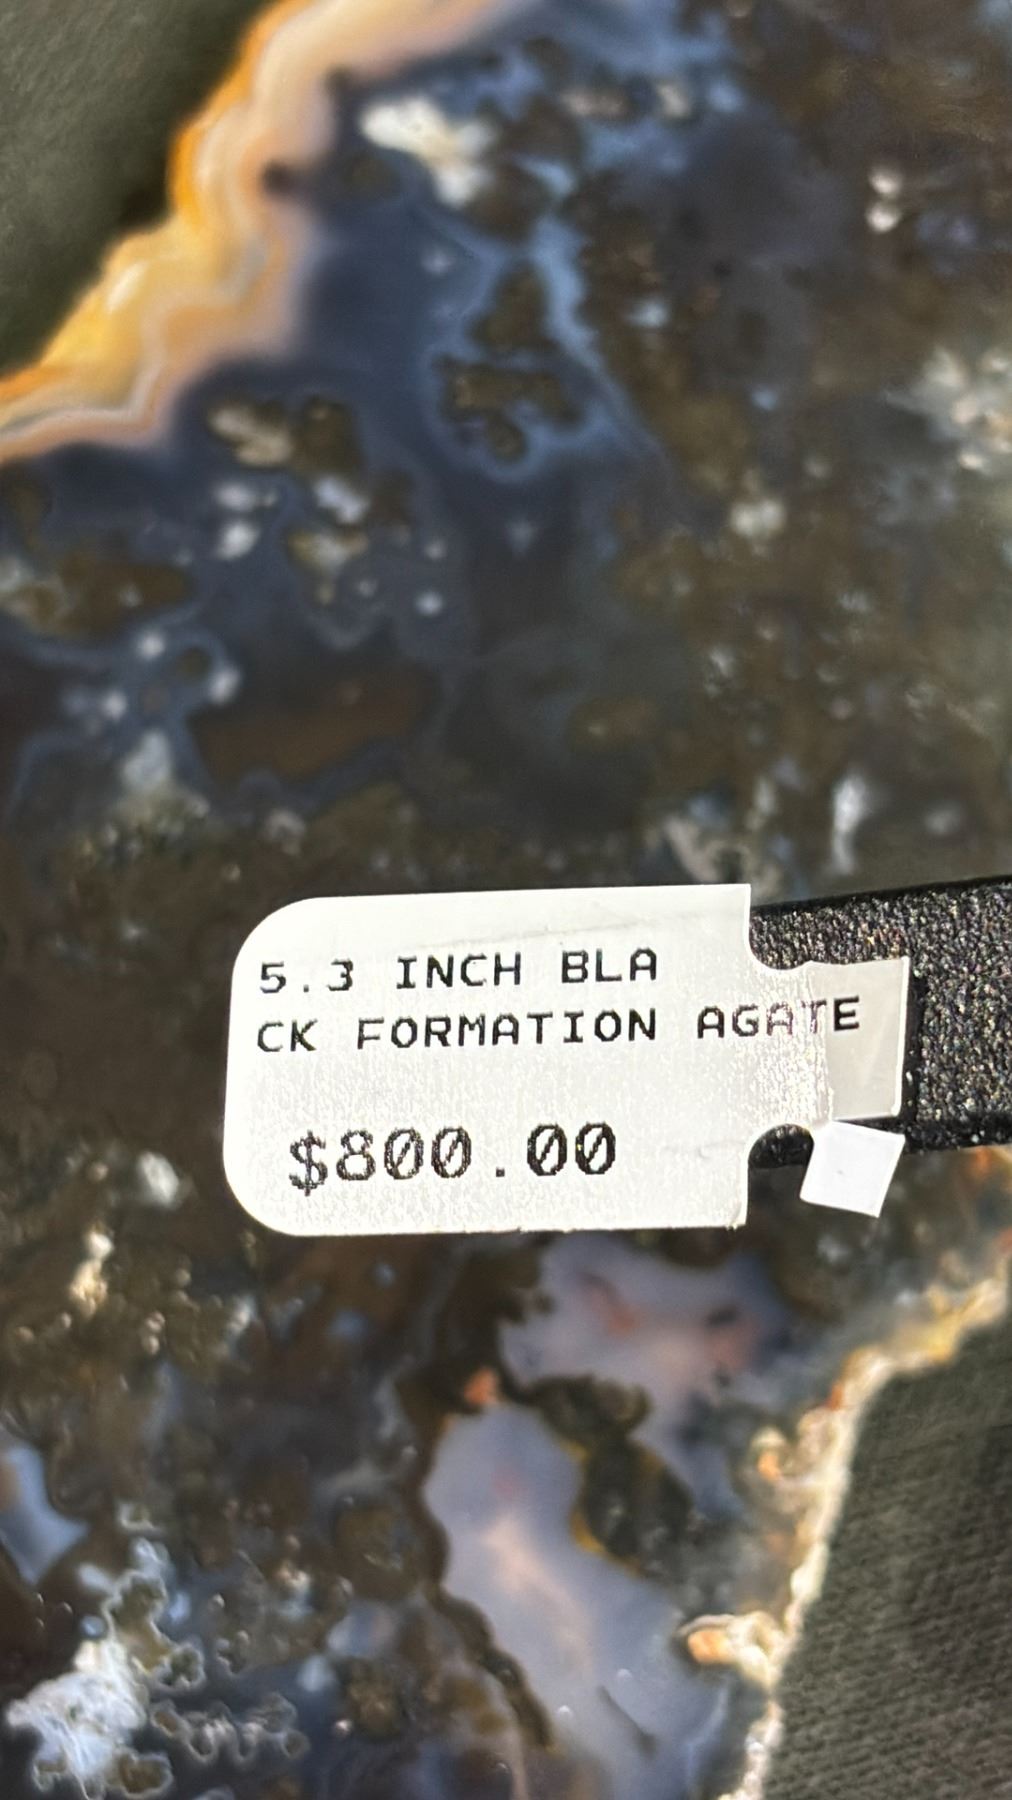 5.3 INCH BLA
CK FORMATION AGATE
$800.00